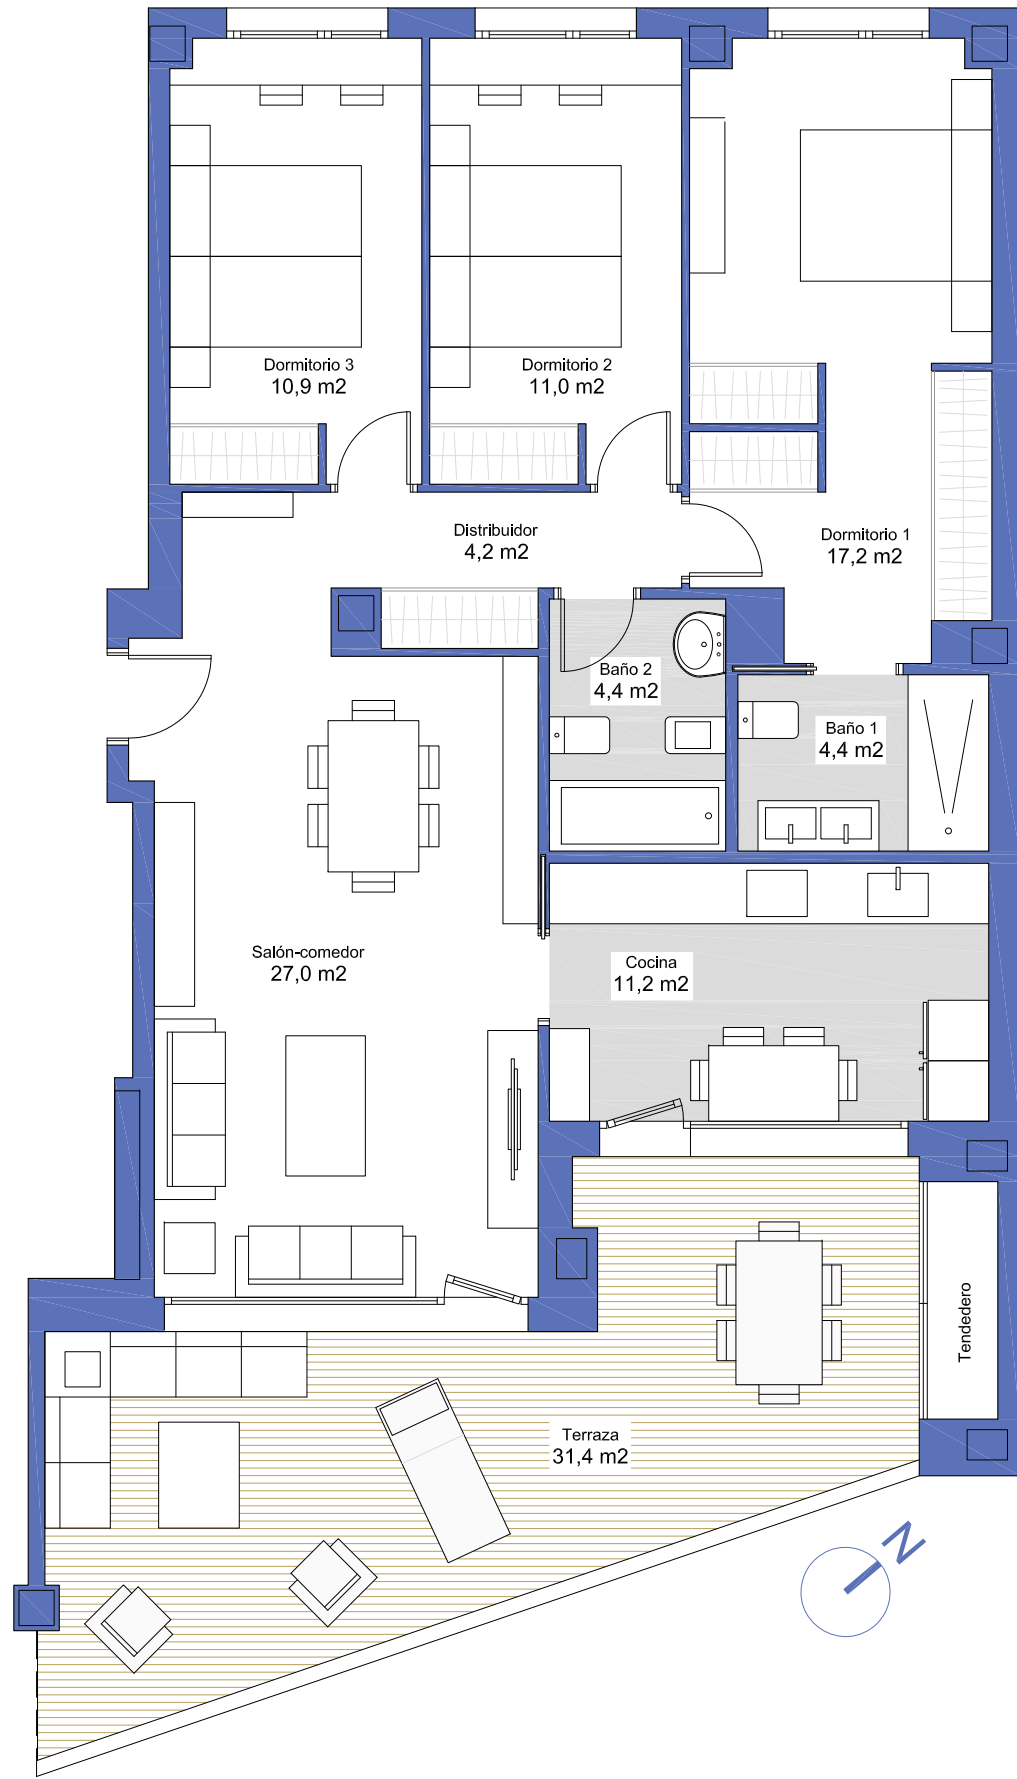 Dormitorio 3
10,9 m2
Dormitorio 2
11,0 m2
Distribuidor
4,2 m2
Dormitorio 1
17,2 m2
Baño 2
4,4 m2
Baño 1
4,4 m2
Salón-comedor
27,0 m2
Cocina
11,2 m2
Tendedero
Terraza
31,4 m2
N